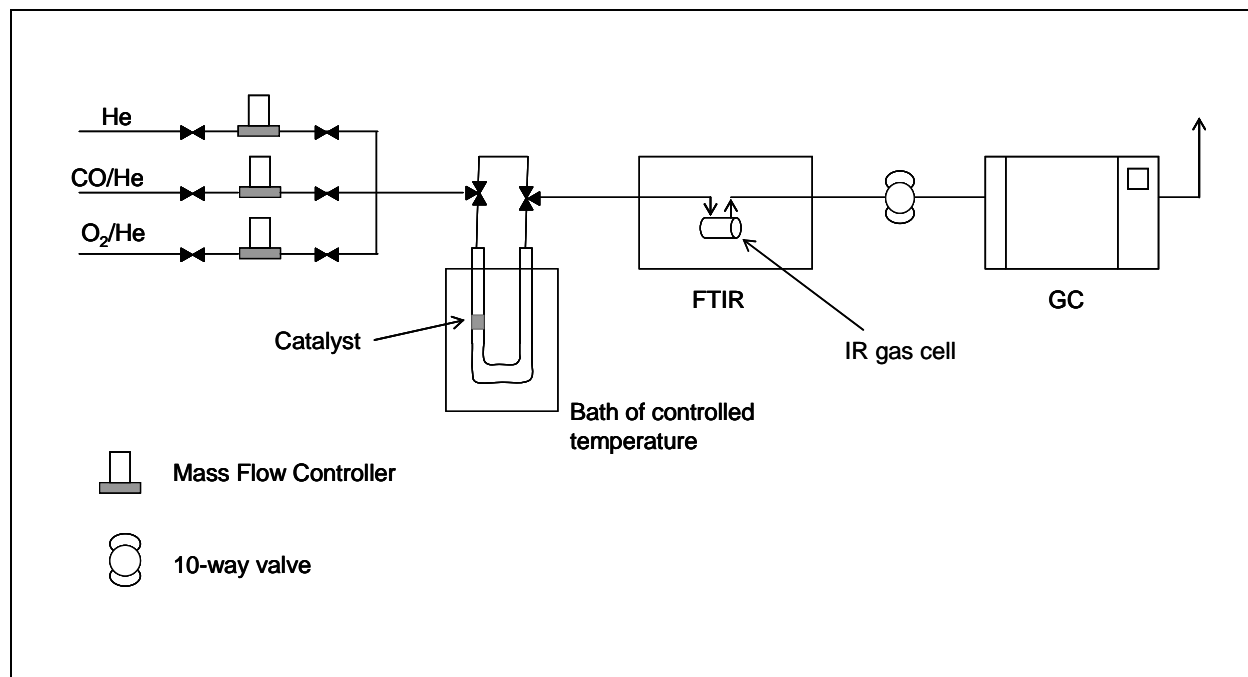 He
CO/He
O₂/He
Catalyst
FTIR
GC
IR gas cell
Bath of controlled
temperature
Mass Flow Controller
10-way valve